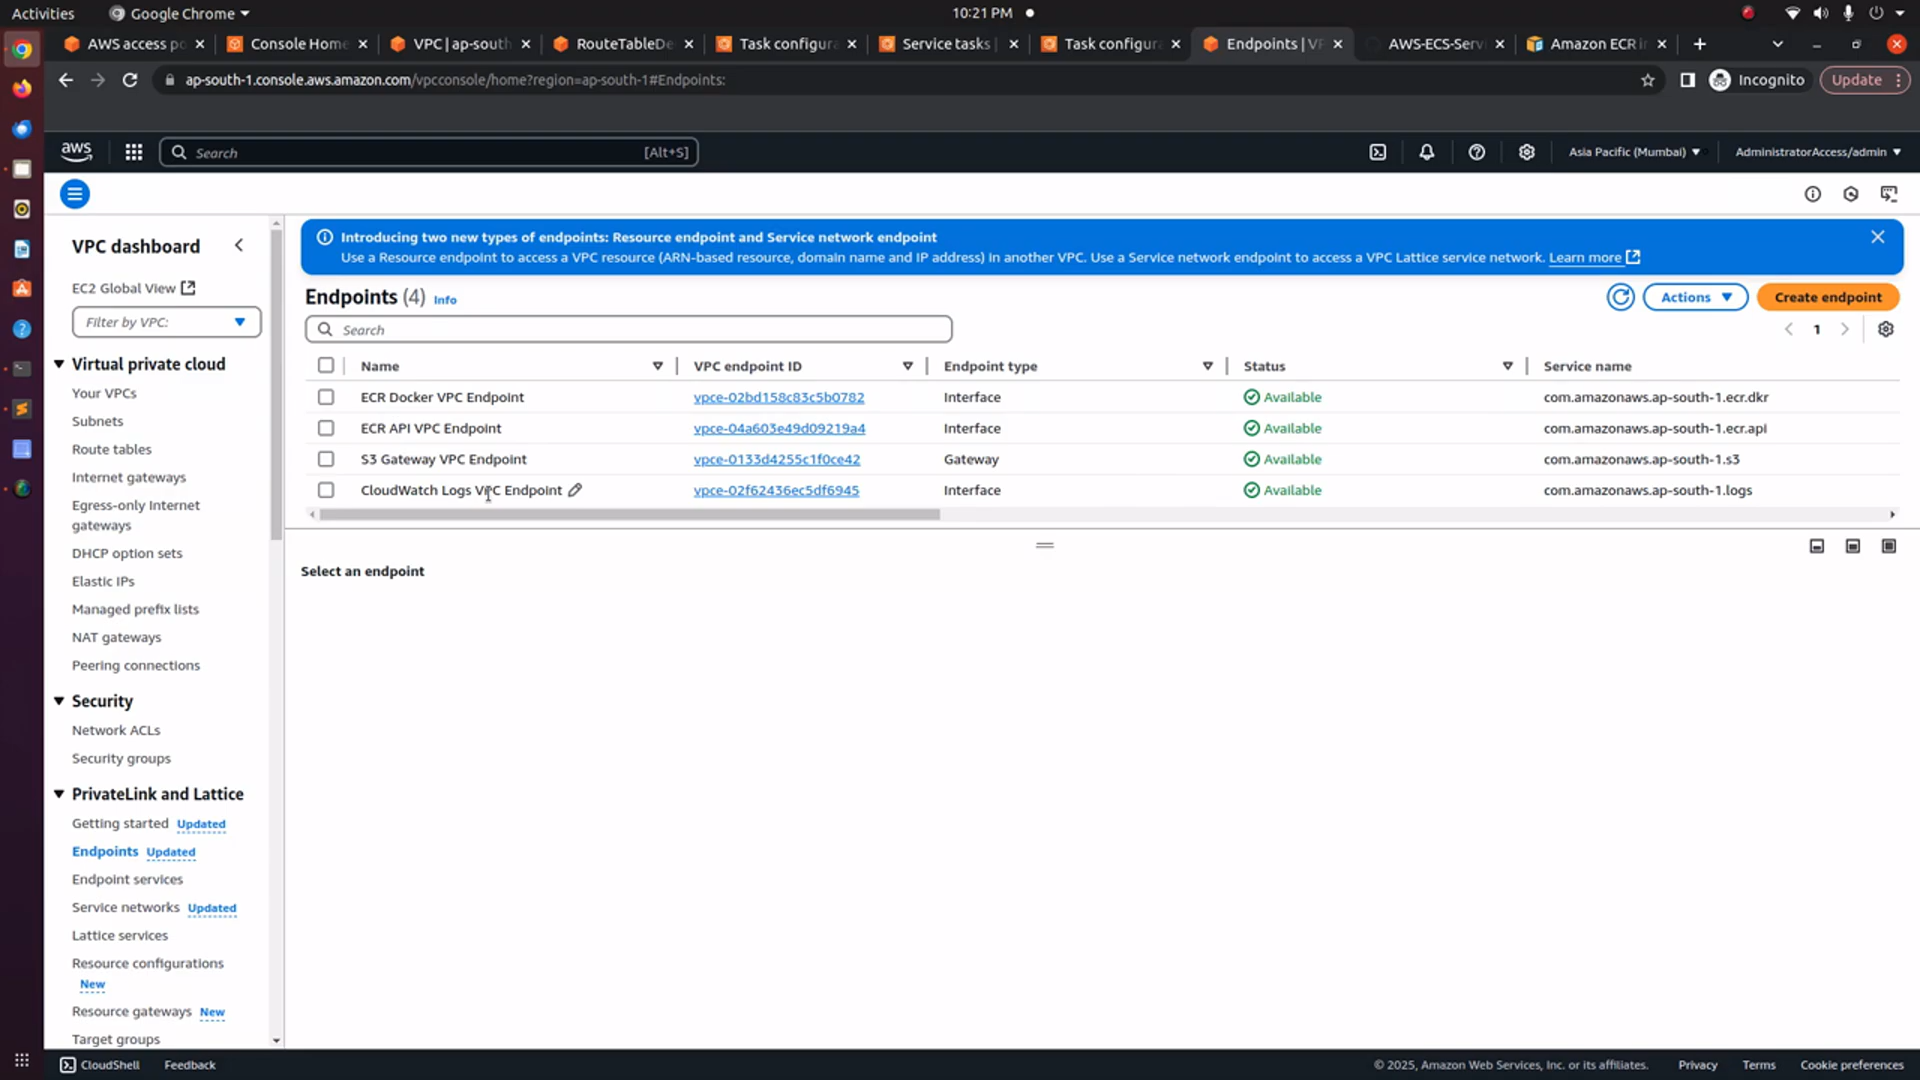 Activities
Google Chrome
10:21 PM
AWS access po
Console Home
VPC | ap-south
RouteTableDe
Task configura
Service tasks |
Task configura
Endpoints | VP
AWS-ECS-Serv
Amazon ECR i
ap-south-1.console.aws.amazon.com/vpcconsole/home?region=ap-south-1#Endpoints:
Incognito
Update
aws
Search
[Alt+S]
Asia Pacific (Mumbai)
AdministratorAccess/admin
VPC dashboard
EC2 Global View
Filter by VPC:
Virtual private cloud
Your VPCs
Subnets
Route tables
Internet gateways
Egress-only Internet
gateways
DHCP option sets
Elastic IPs
Managed prefix lists
NAT gateways
Peering connections
Security
Network ACLs
Security groups
PrivateLink and Lattice
Getting started Updated
Endpoints Updated
Endpoint services
Service networks Updated
Lattice services
Resource configurations
New
Resource gateways New
Target groups
Introducing two new types of endpoints: Resource endpoint and Service network endpoint
Use a Resource endpoint to access a VPC resource (ARN-based resource, domain name and IP address) in another VPC. Use a Service network endpoint to access a VPC Lattice service network. Learn more
Endpoints (4) Info
Actions
Create endpoint
Search
1
Name VPC endpoint ID Endpoint type Status Service name
ECR Docker VPC Endpoint vpce-02bd158c83c5b0782 Interface Available com.amazonaws.ap-south-1.ecr.dkr
ECR API VPC Endpoint vpce-04a603e49d09219a4 Interface Available com.amazonaws.ap-south-1.ecr.api
S3 Gateway VPC Endpoint vpce-0133d4255c1f0ce42 Gateway Available com.amazonaws.ap-south-1.s3
CloudWatch Logs VPC Endpoint vpce-02f62436ec5df6945 Interface Available com.amazonaws.ap-south-1.logs
Select an endpoint
CloudShell
Feedback
© 2025, Amazon Web Services, Inc. or its affiliates.
Privacy
Terms
Cookie preferences